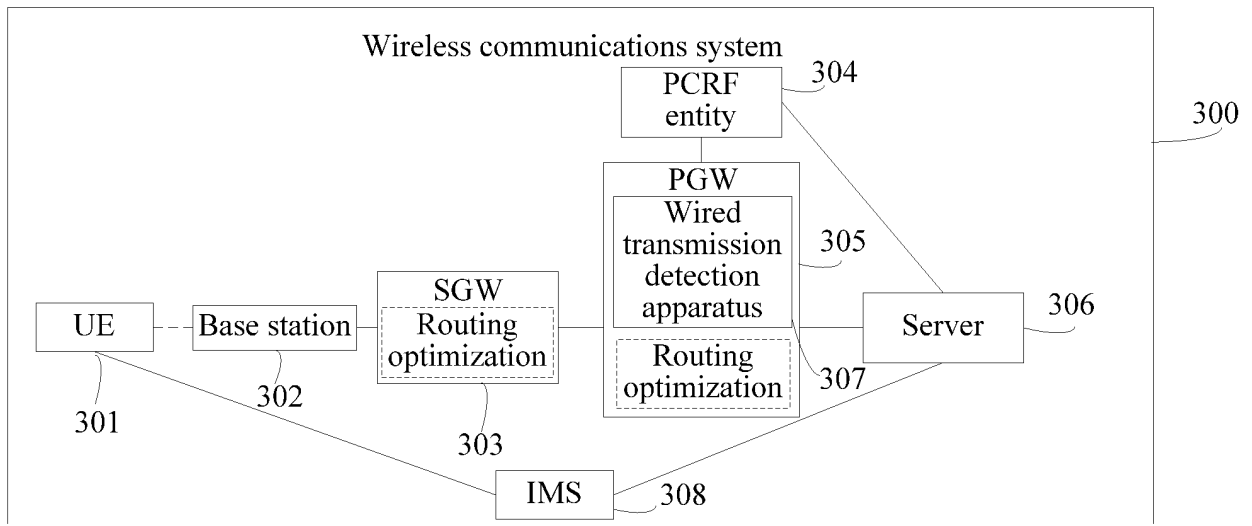 Wireless communications system
PCRF
entity
304
300
PGW
Wired
transmission
detection
apparatus
305
SGW
Routing
optimization
UE
Base station
Server
306
Routing
optimization
307
301
302
303
IMS
308